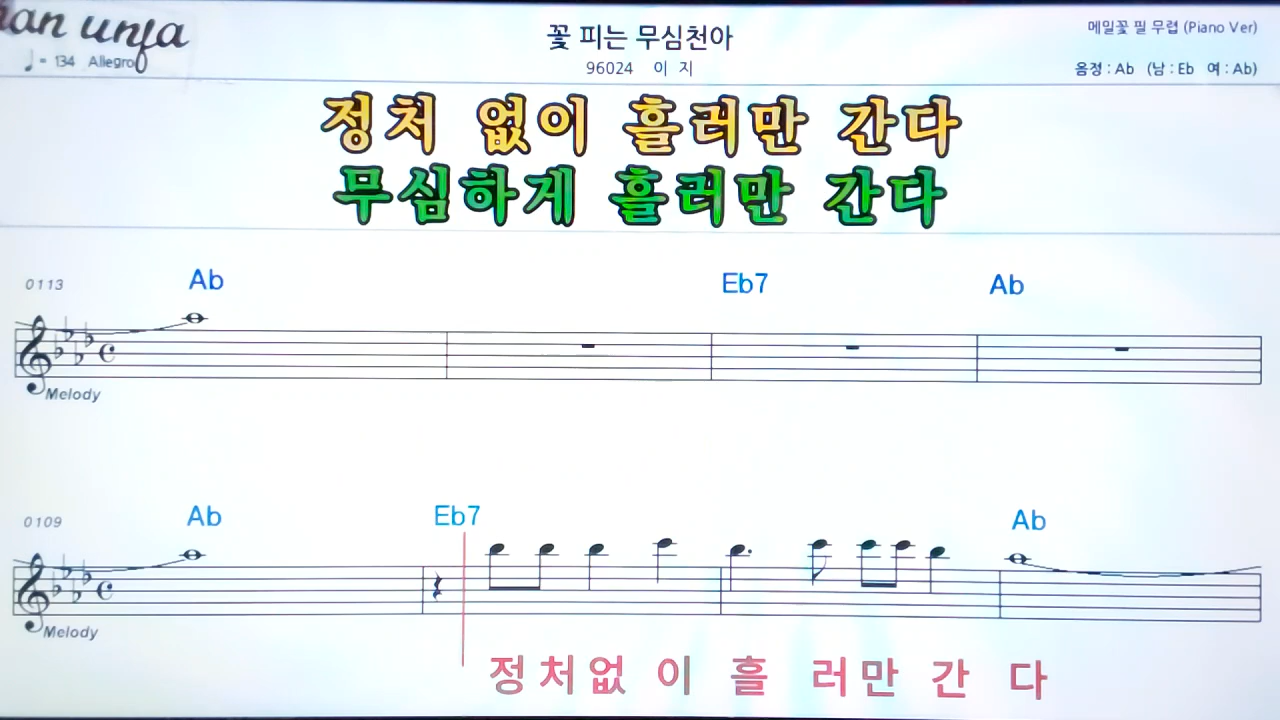 an unja
♩ = 134 Allegro
꽃 피는 무심천아
96024 이 지
메밀꽃 필 무렵 (Piano Ver)
음정 : Ab (남 : Eb 여 : Ab)
정처 없이 흘러만 간다
무심하게 흘러만 간다
0113 Ab Eb7 Ab
Melody
0109 Ab Eb7 Ab
Melody
정 처 없 이 흘 러 만 간 다